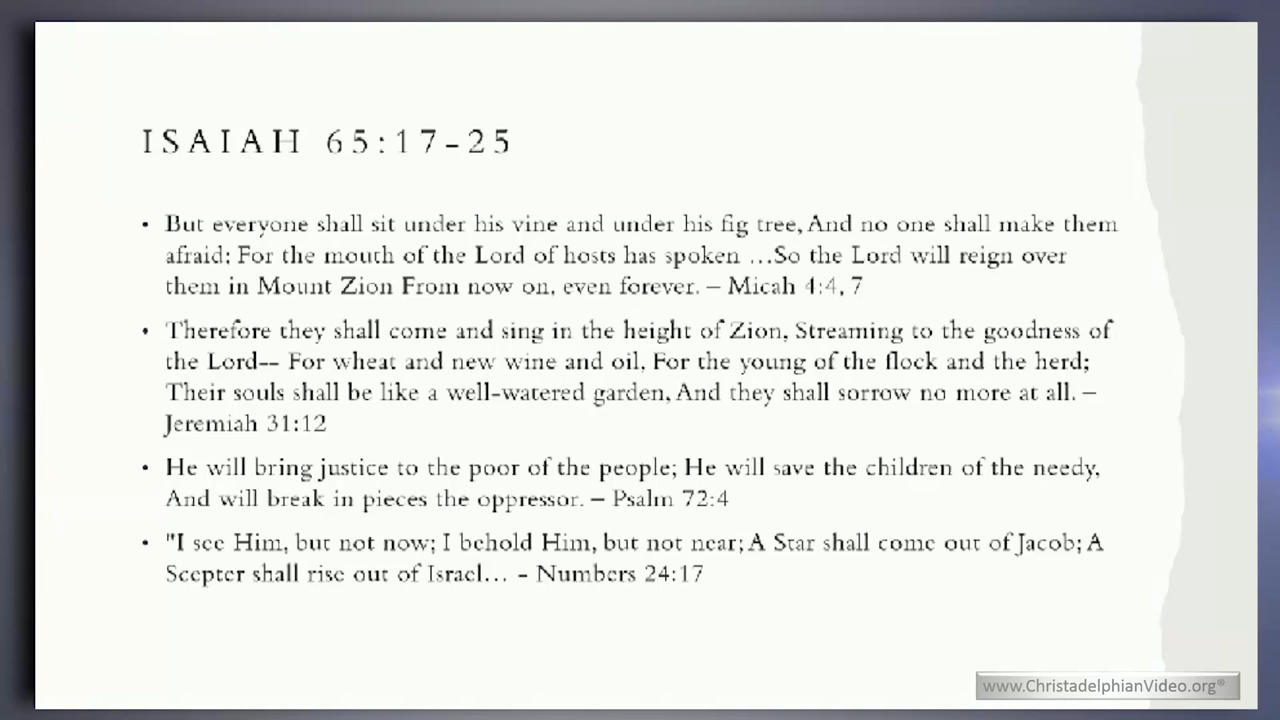 ISAIAH 65:17-25
• But everyone shall sit under his vine and under his fig tree, And no one shall make them
afraid; For the mouth of the Lord of hosts has spoken ...So the Lord will reign over
them in Mount Zion From now on, even forever. – Micah 4:4, 7
• Therefore they shall come and sing in the height of Zion, Streaming to the goodness of
the Lord-- For wheat and new wine and oil, For the young of the flock and the herd;
Their souls shall be like a well-watered garden, And they shall sorrow no more at all. –
Jeremiah 31:12
• He will bring justice to the poor of the people; He will save the children of the needy,
And will break in pieces the oppressor. – Psalm 72:4
• "I see Him, but not now; I behold Him, but not near; A Star shall come out of Jacob; A
Scepter shall rise out of Israel... - Numbers 24:17
www.ChristadelphianVideo.org®